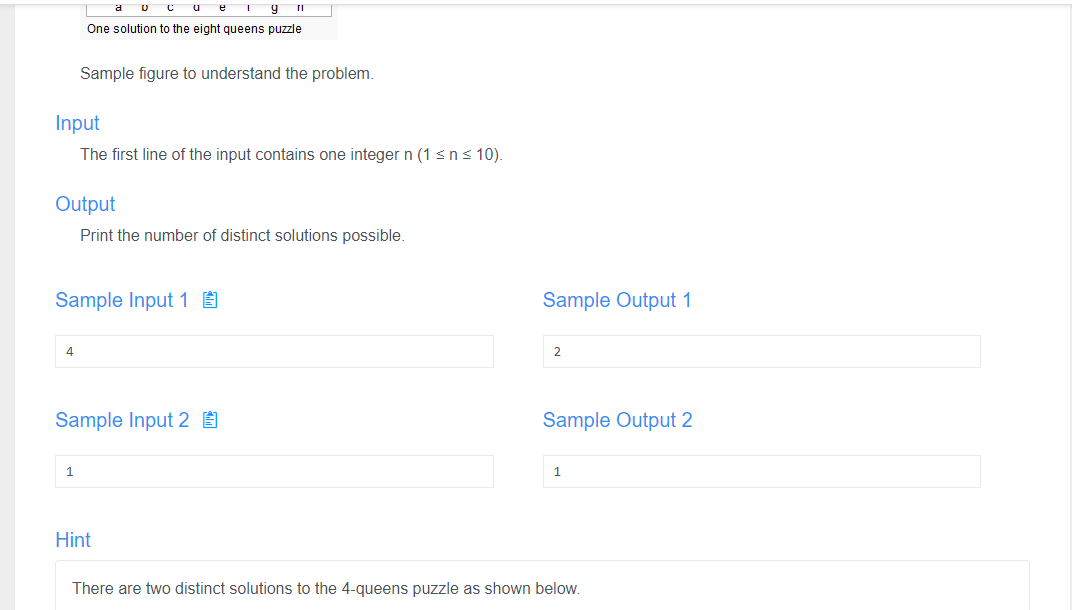 a b c d e f g h
One solution to the eight queens puzzle
Sample figure to understand the problem.
Input
The first line of the input contains one integer n (1 ≤ n ≤ 10).
Output
Print the number of distinct solutions possible.
Sample Input 1
Sample Output 1
4
2
Sample Input 2
Sample Output 2
1
1
Hint
There are two distinct solutions to the 4-queens puzzle as shown below.